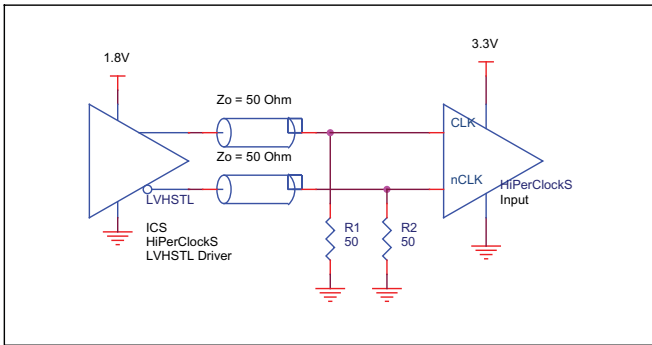 1.8V
3.3V
Zo = 50 Ohm
CLK
Zo = 50 Ohm
nCLK
HiPerClockS
Input
LVHSTL
ICS
HiPerClockS
LVHSTL Driver
R1
50
R2
50